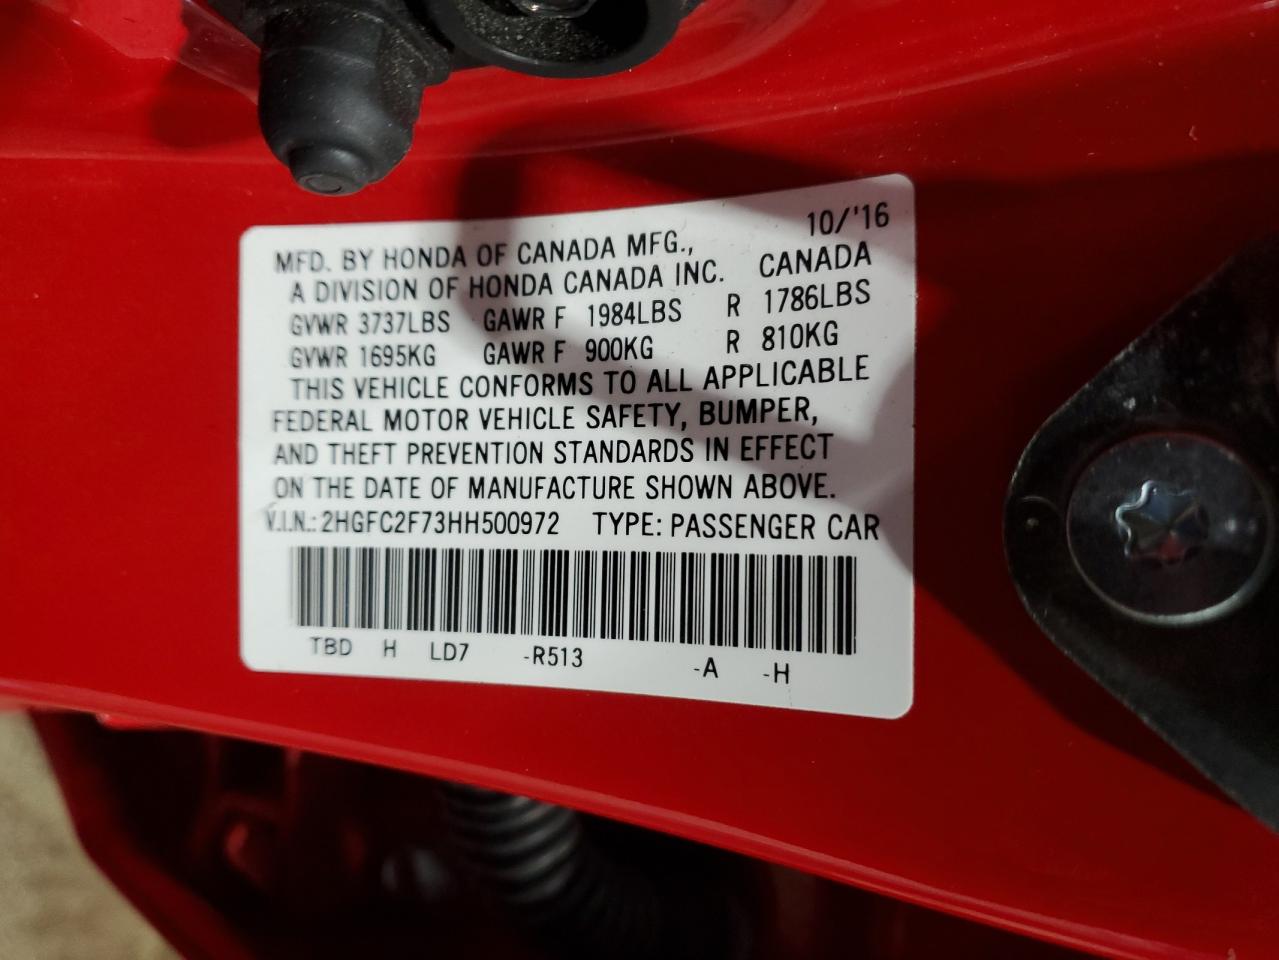 10/'16
MFD. BY HONDA OF CANADA MFG.,
A DIVISION OF HONDA CANADA INC. CANADA
GVWR 3737LBS GAWR F 1984LBS R 1786LBS
GVWR 1695KG GAWR F 900KG R 810KG
THIS VEHICLE CONFORMS TO ALL APPLICABLE
FEDERAL MOTOR VEHICLE SAFETY, BUMPER,
AND THEFT PREVENTION STANDARDS IN EFFECT
ON THE DATE OF MANUFACTURE SHOWN ABOVE.
V.I.N.: 2HGFC2F73HH500972 TYPE: PASSENGER CAR
TBD H LD7 -R513 -A -H